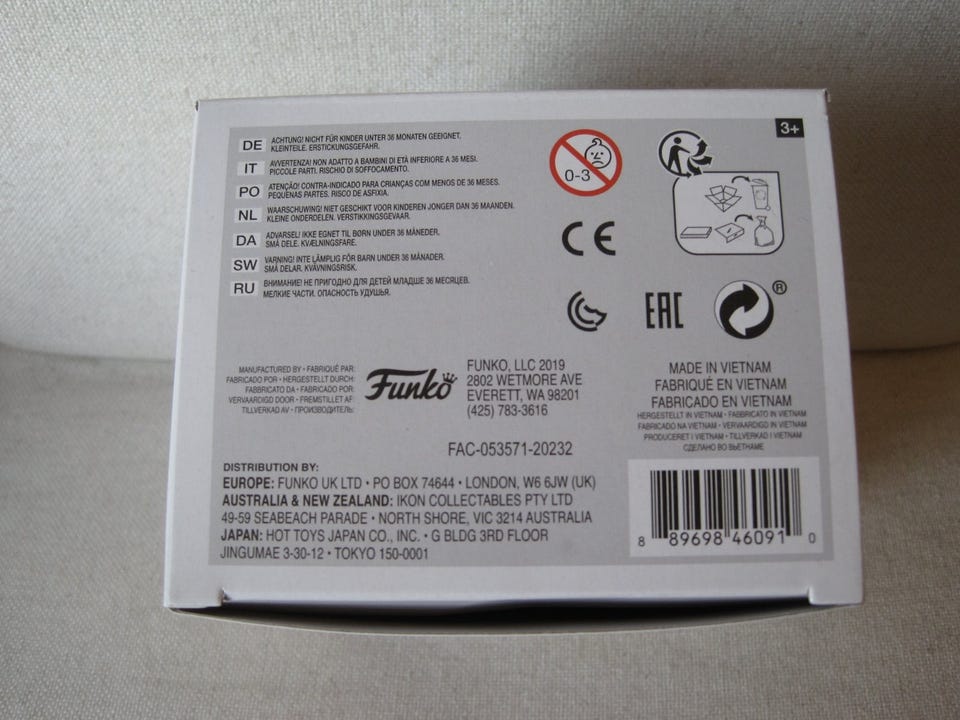 3+
DE ACHTUNG! NICHT FÜR KINDER UNTER 36 MONATEN GEEIGNET.
KLEINTEILE. ERSTICKUNGSGEFAHR.
IT AVVERTENZA! NON ADATTO A BAMBINI DI ETÀ INFERIORE A 36 MESI.
PICCOLE PARTI. RISCHIO DI SOFFOCAMENTO.
PO ATENÇÃO! CONTRA-INDICADO PARA CRIANÇAS COM MENOS DE 36 MESES.
PEQUENAS PARTES. RISCO DE ASFIXIA.
NL WAARSCHUWING! NIET GESCHIKT VOOR KINDEREN JONGER DAN 36 MAANDEN.
KLEINE ONDERDELEN. VERSTIKKINGSGEVAAR.
DA ADVARSEL! IKKE EGNET TIL BØRN UNDER 36 MÅNEDER.
SMÅ DELE. KVÆLNINGSFARE.
SW VARNING! INTE LÄMPLIG FÖR BARN UNDER 36 MÅNADER.
SMÅ DELAR. KVÄVNINGSRISK.
RU ВНИМАНИЕ! НЕ ПРИГОДНО ДЛЯ ДЕТЕЙ МЛАДШЕ 36 МЕСЯЦЕВ.
МЕЛКИЕ ЧАСТИ. ОПАСНОСТЬ УДУШЬЯ.
0-3
CE
EAC
®
MANUFACTURED BY • FABRIQUÉ PAR:
FABRICADO POR • HERGESTELLT DURCH:
FABBRICATO DA • FABRICADO POR:
VERVAARDIGD DOOR • FREMSTILLET AF:
TILLVERKAD AV • ПРОИЗВОДИТЕЛЬ:
Funko
FUNKO, LLC 2019
2802 WETMORE AVE
EVERETT, WA 98201
(425) 783-3616
MADE IN VIETNAM
FABRIQUÉ EN VIETNAM
FABRICADO EN VIETNAM
HERGESTELLT IN VIETNAM • FABBRICATO IN VIETNAM
FABRICADO NA VIETNAM • VERVAARDIGD IN VIETNAM
PRODUCERET I VIETNAM • TILLVERKAD I VIETNAM
СДЕЛАНО ВО ВЬЕТНАМЕ
FAC-053571-20232
DISTRIBUTION BY:
EUROPE: FUNKO UK LTD • PO BOX 74644 • LONDON, W6 6JW (UK)
AUSTRALIA & NEW ZEALAND: IKON COLLECTABLES PTY LTD
49-59 SEABEACH PARADE • NORTH SHORE, VIC 3214 AUSTRALIA
JAPAN: HOT TOYS JAPAN CO., INC. • G BLDG 3RD FLOOR
JINGUMAE 3-30-12 • TOKYO 150-0001
8 89698 46091 0